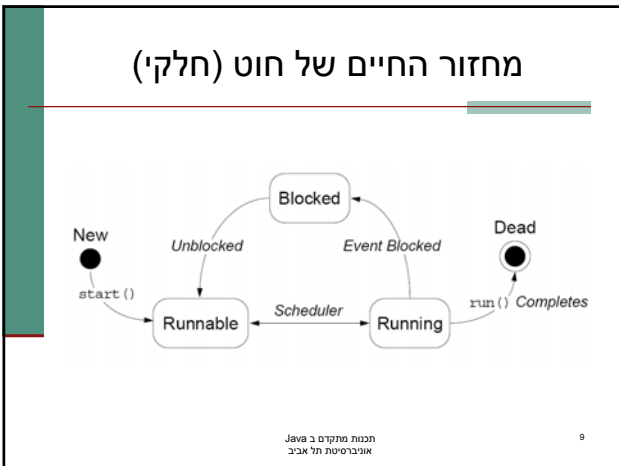 מחזור החיים של חוט (חלקי)
Blocked
New
Dead
Unblocked
Event Blocked
start()
Scheduler
run() Completes
Runnable
Running
תכנות מתקדם ב Java
אוניברסיטת תל אביב
9